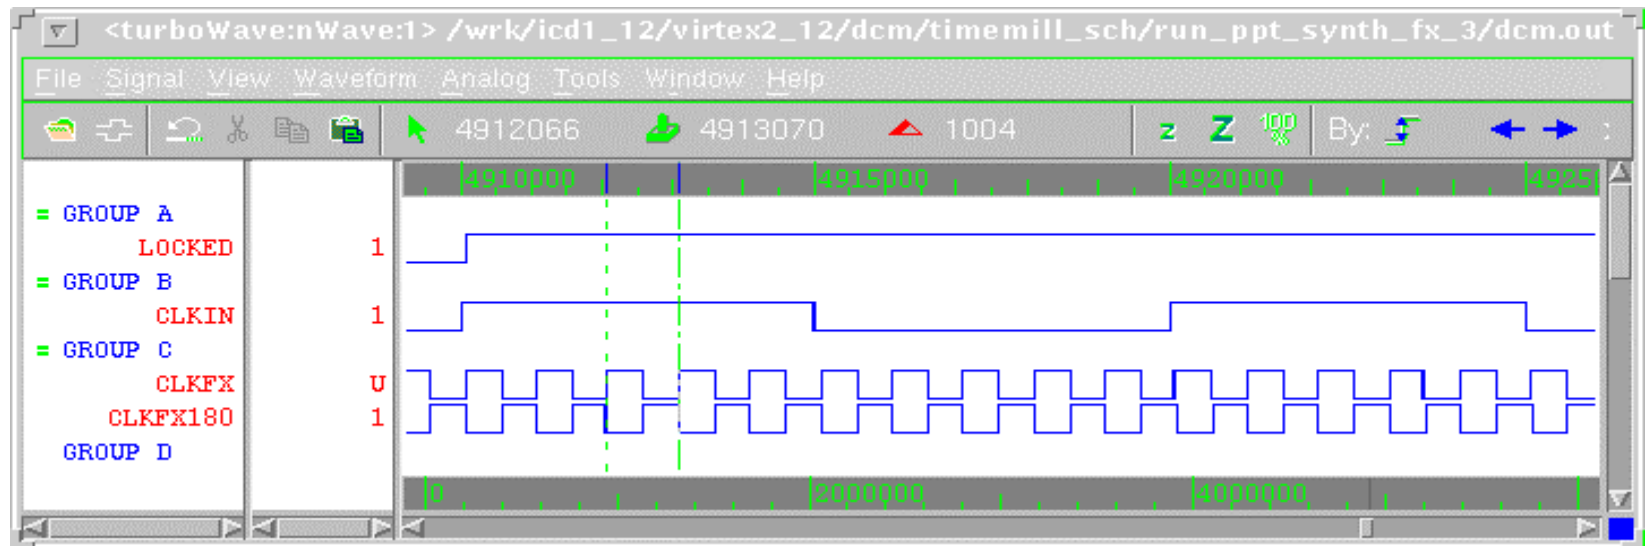 <turboWave:nWave:1> /wrk/icd1_12/virtex2_12/dcm/timemill_sch/run_ppt_synth_fx_3/dcm.out
File Signal View Waveform Analog Tools Window Help
4912066 4913070 1004 z Z 100% By:
4910000 4915000 4920000 4925
= GROUP A
LOCKED 1
= GROUP B
CLKIN 1
= GROUP C
CLKFX U
CLKFX180 1
GROUP D
0 2000000 4000000